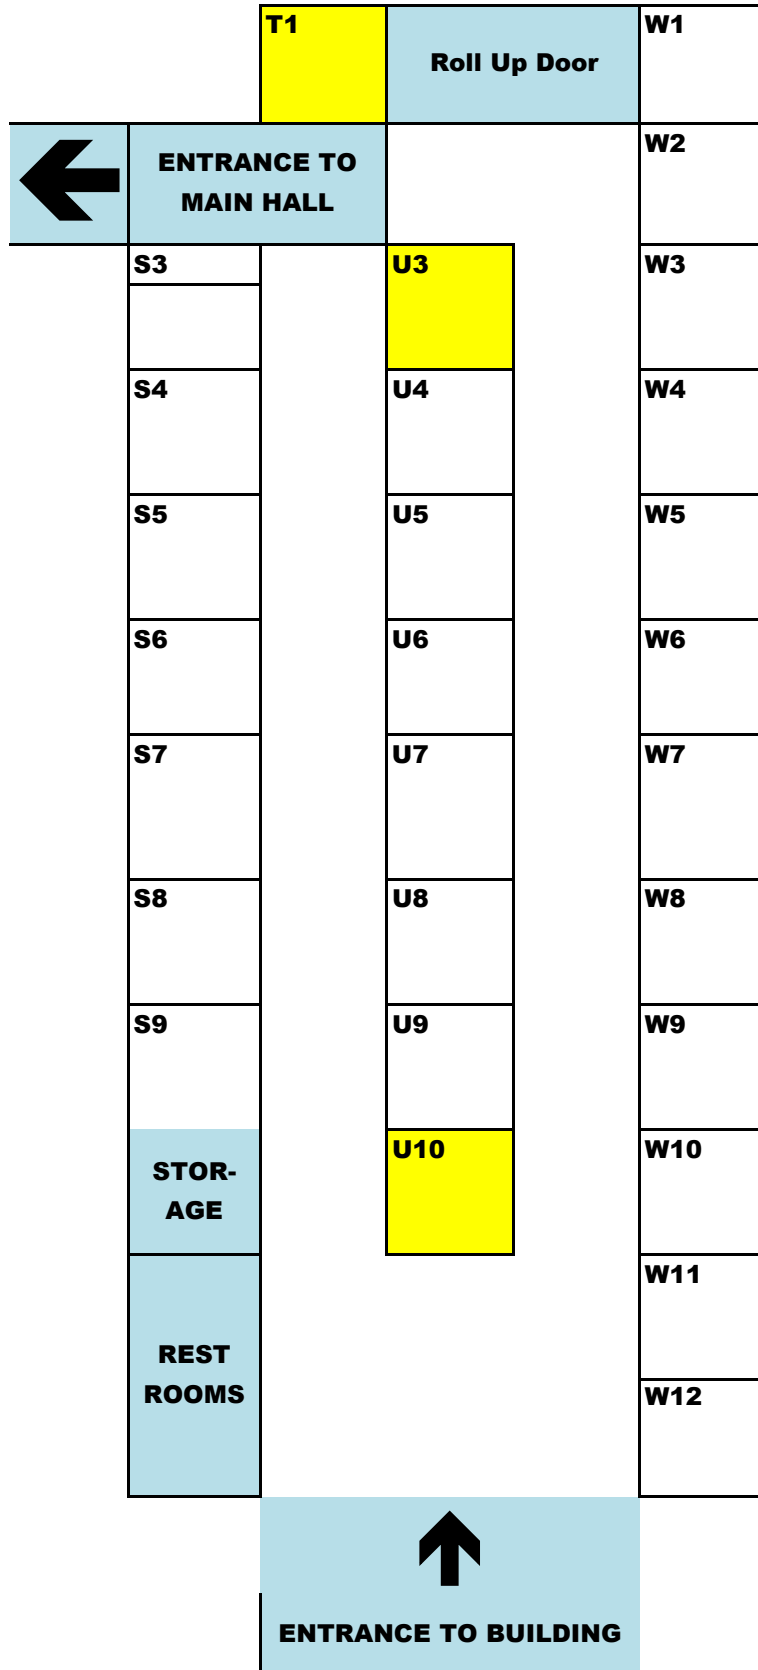 T1
Roll Up Door
W1
ENTRANCE TO
MAIN HALL
W2
S3
U3
W3
S4
U4
W4
S5
U5
W5
S6
U6
W6
S7
U7
W7
S8
U8
W8
S9
U9
W9
STOR-
AGE
U10
W10
W11
REST
ROOMS
W12
ENTRANCE TO BUILDING